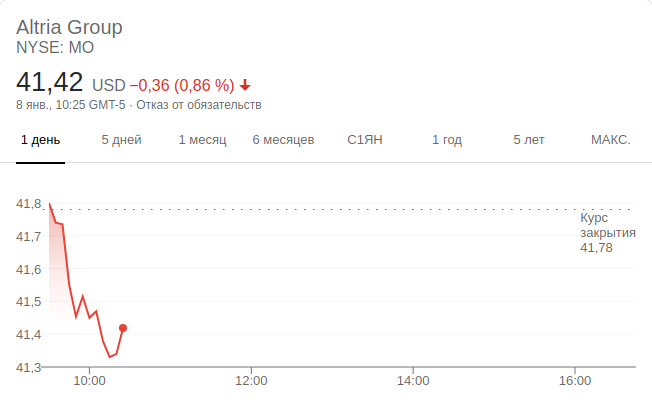 Altria Group
NYSE: MO
41,42 USD −0,36 (0,86 %)
8 янв., 10:25 GMT-5 · Отказ от обязательств
1 день 5 дней 1 месяц 6 месяцев С1ЯН 1 год 5 лет МАКС.
41,8
41,7
41,6
41,5
41,4
41,3
Курс
закрытия
41,78
10:00 12:00 14:00 16:00